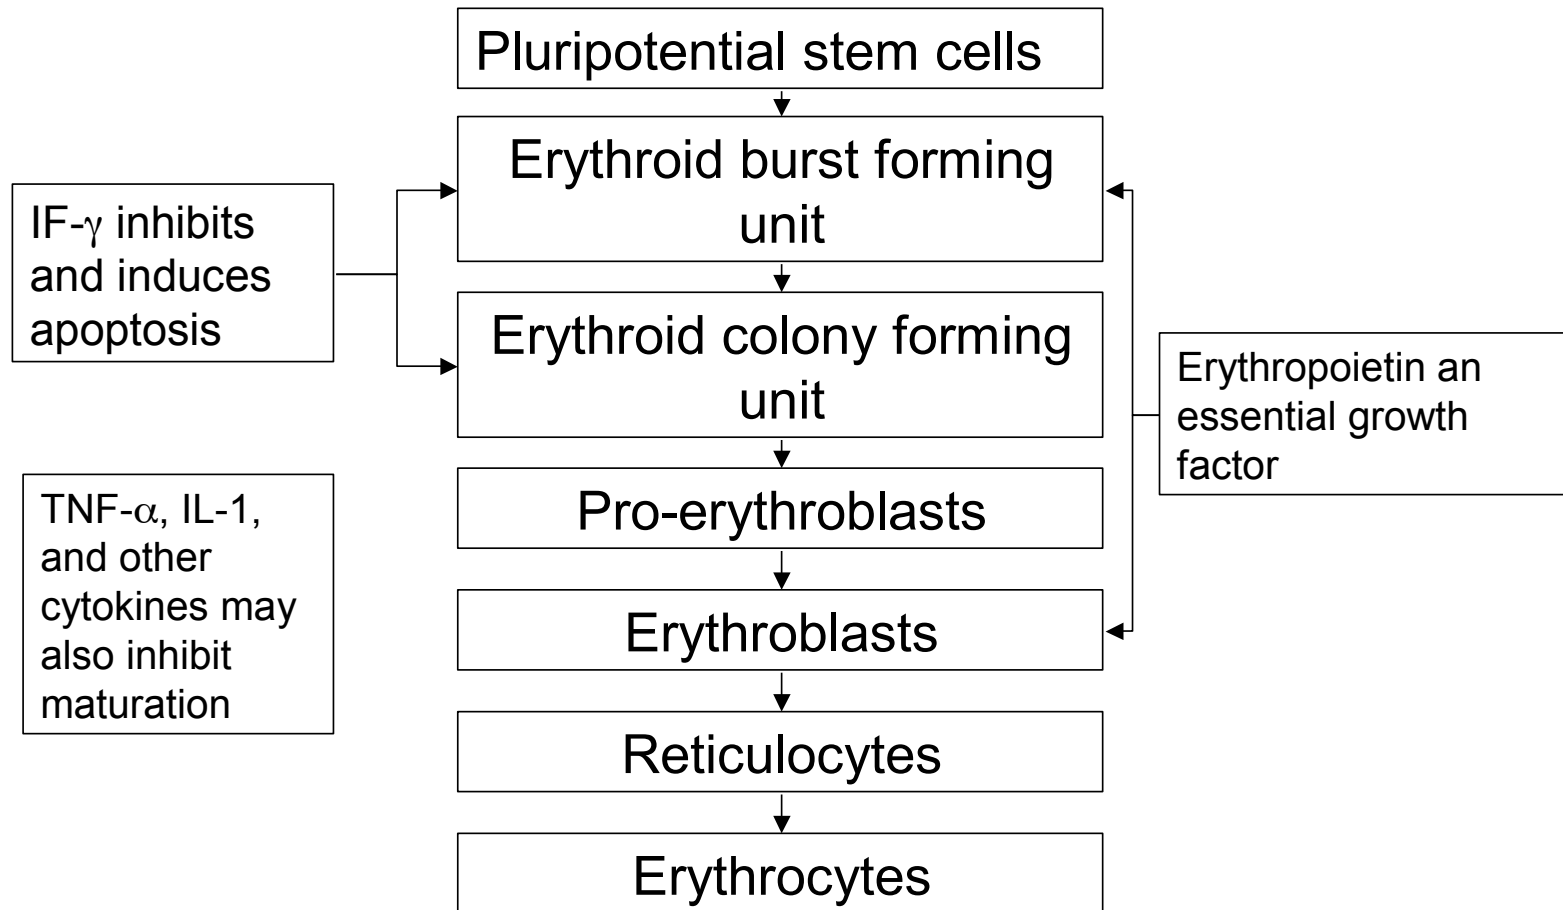 Pluripotential stem cells
Erythroid burst forming
unit
IF-γ inhibits
and induces
apoptosis
Erythroid colony forming
unit
Erythropoietin an
essential growth
factor
TNF-α, IL-1,
and other
cytokines may
also inhibit
maturation
Pro-erythroblasts
Erythroblasts
Reticulocytes
Erythrocytes